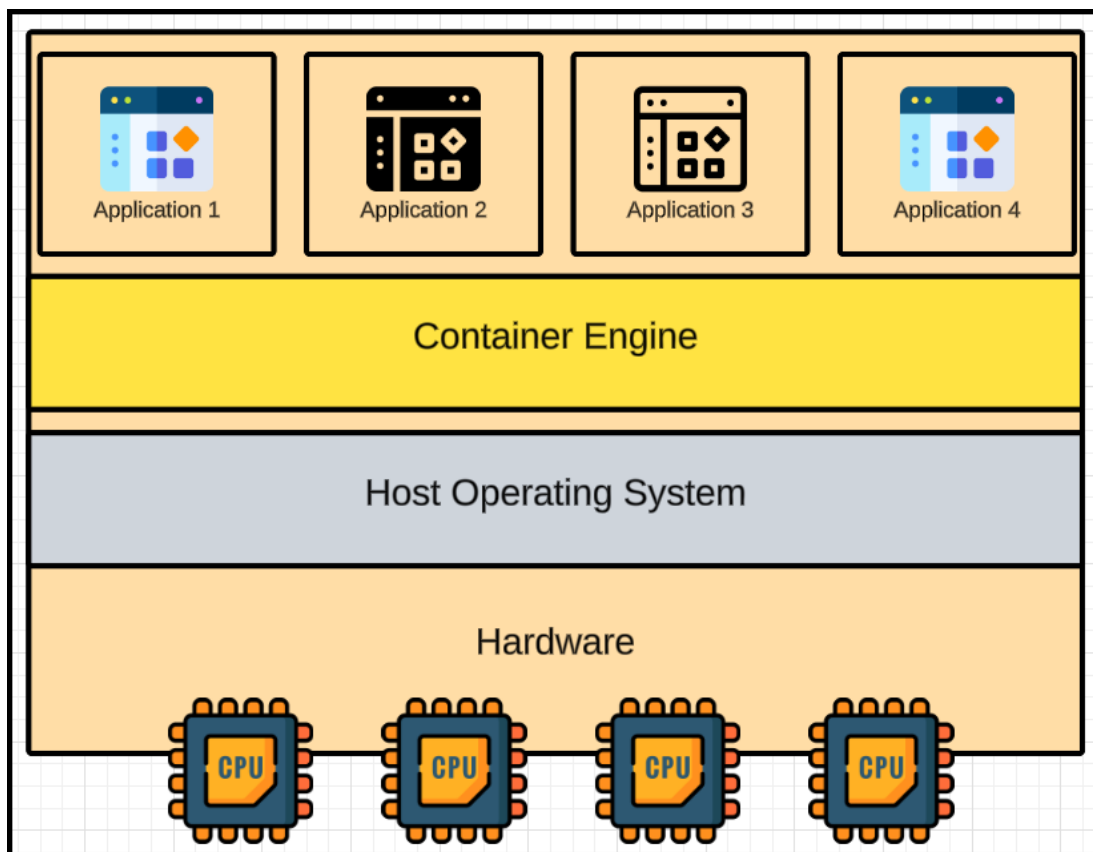 Application 1
Application 2
Application 3
Application 4
Container Engine
Host Operating System
Hardware
CPU
CPU
CPU
CPU